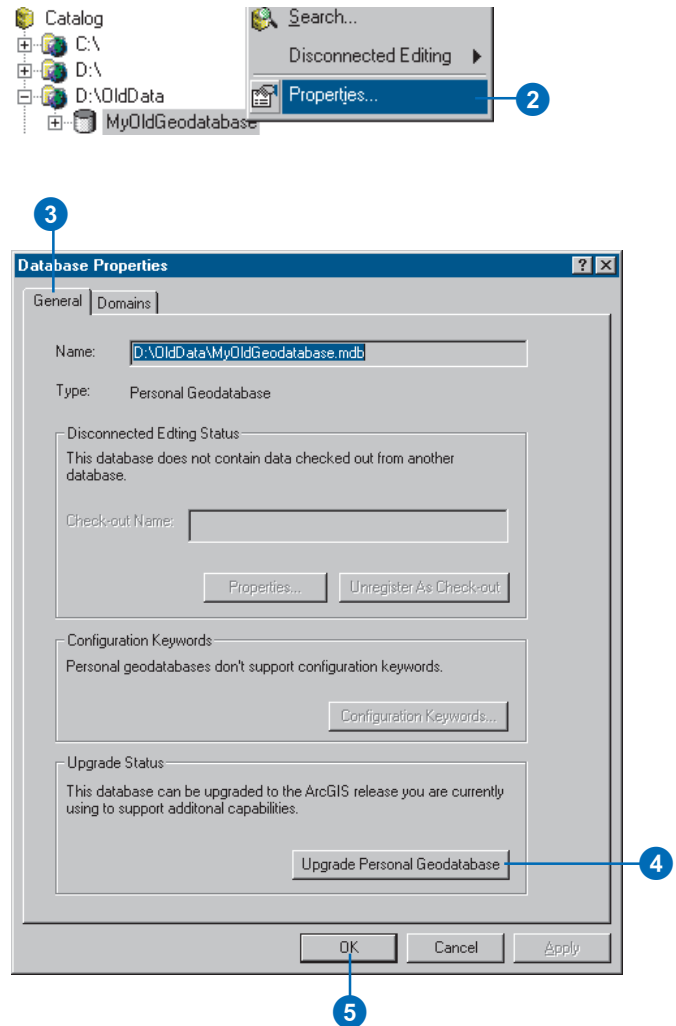 Catalog
C:\
D:\
D:\OldData
MyOldGeodatabase
Search...
Disconnected Editing
Properties...
2
3
Database Properties
General
Domains
Name:
D:\OldData\MyOldGeodatabase.mdb
Type:
Personal Geodatabase
Disconnected Edting Status
This database does not contain data checked out from another
database.
Check-out Name:
Properties...
Unregister As Check-out
Configuration Keywords
Personal geodatabases don't support configuration keywords.
Configuration Keywords...
Upgrade Status
This database can be upgraded to the ArcGIS release you are currently
using to support additonal capabilities.
Upgrade Personal Geodatabase
4
OK
Cancel
Apply
5